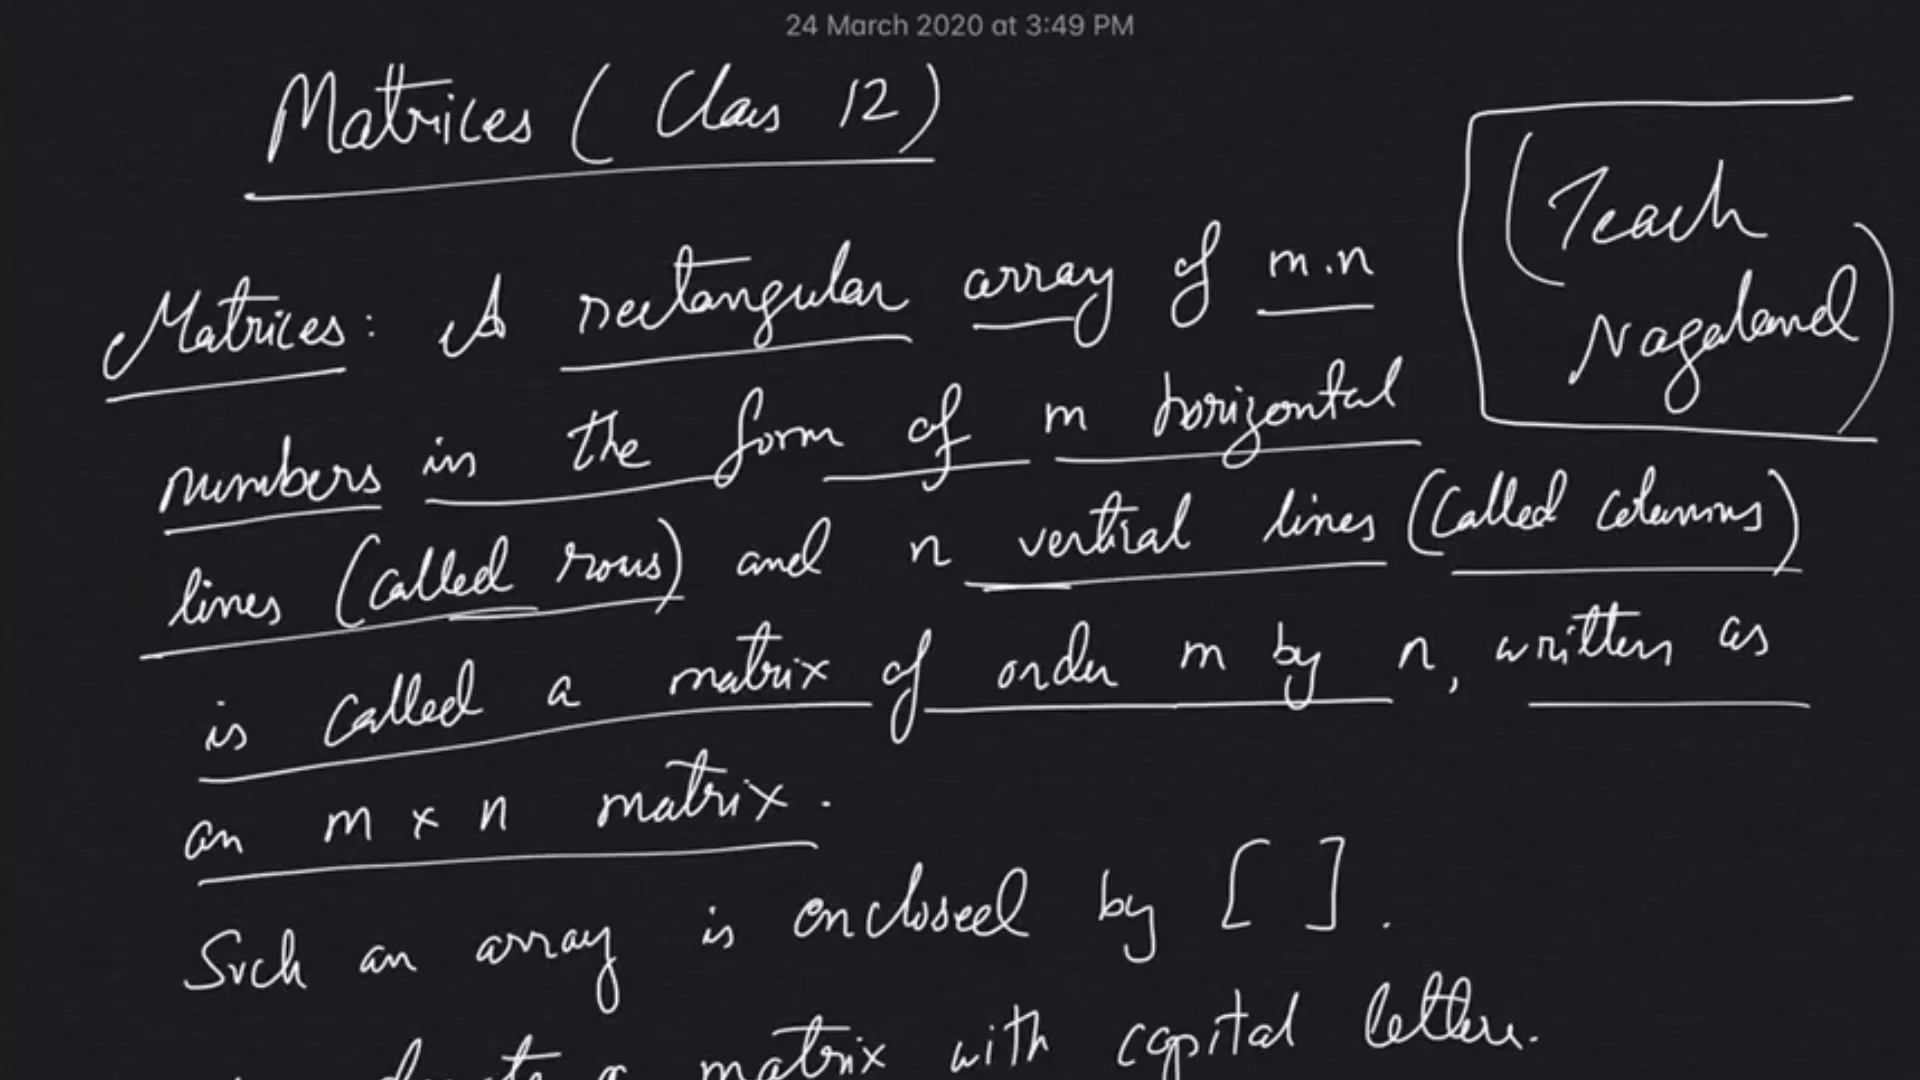 24 March 2020 at 3:49 PM
Matrices ( Class 12 )
(Teach
Nagaland)
Matrices: A rectangular array of m.n
numbers in the form of m horizontal
lines (called rows) and n vertical lines (called columns)
is called a matrix of order m by n, written as
an m x n matrix.
Such an array is enclosed by [ ].
denote a matrix with capital letters.